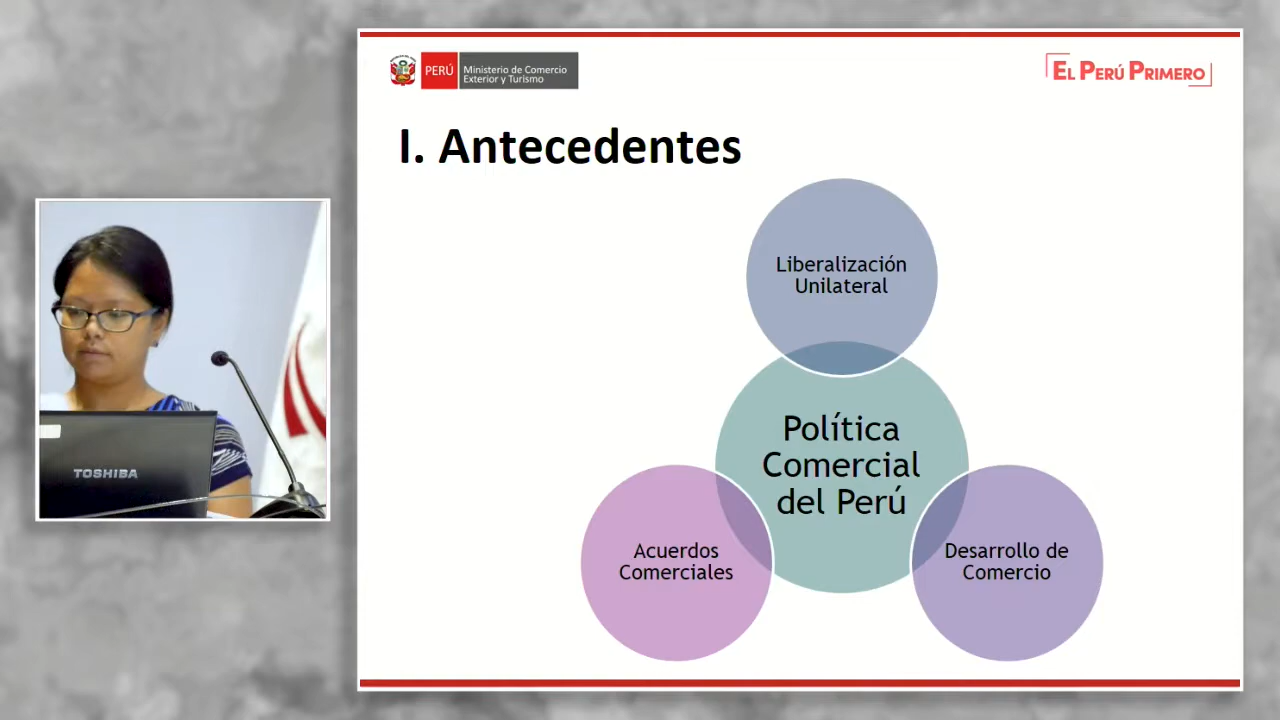 PERÚ
Ministerio de Comercio
Exterior y Turismo
EL PERÚ PRIMERO
I. Antecedentes
Liberalización
Unilateral
Política
Comercial
del Perú
Acuerdos
Comerciales
Desarrollo de
Comercio
TOSHIBA